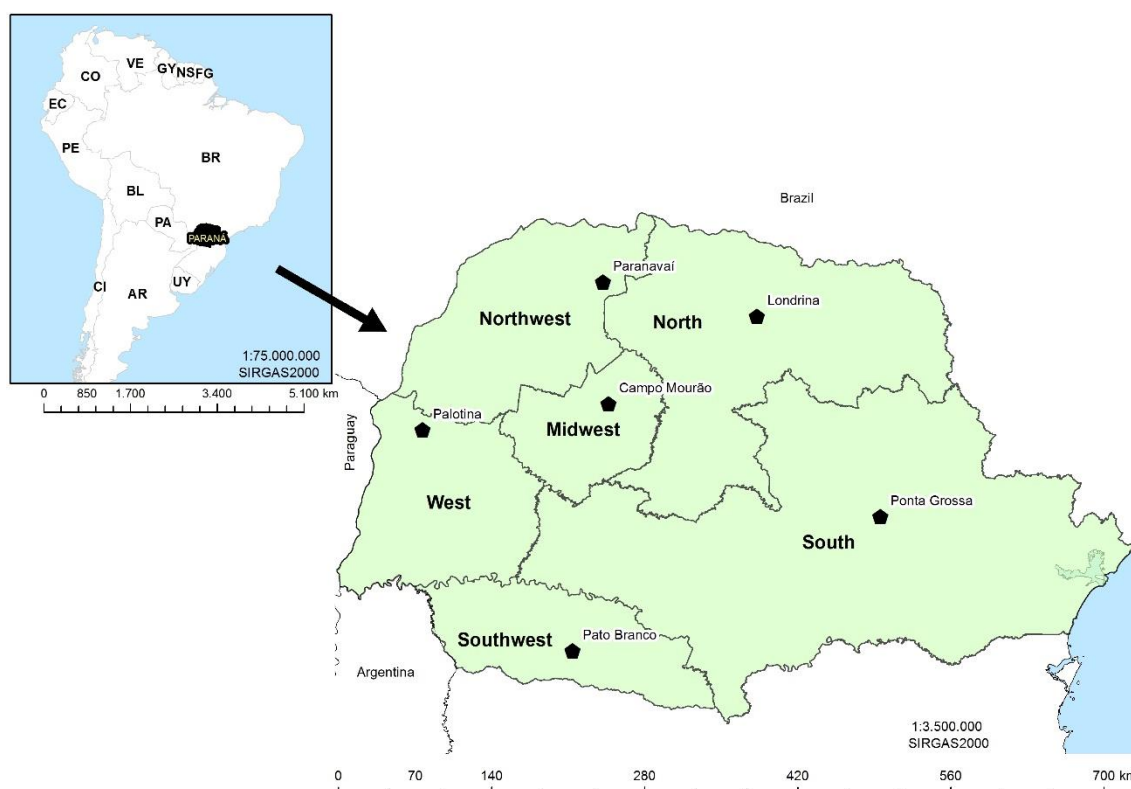 VE
GY
NS
FG
CO
EC
PE
BR
BL
PA
PARANÁ
CI
AR
UY
1:75.000.000
SIRGAS2000
0 850 1.700 3.400 5.100 km
Brazil
Paranavaí
Northwest
North
Londrina
Campo Mourão
Midwest
Palotina
Paraguay
West
Ponta Grossa
South
Southwest
Pato Branco
Argentina
1:3.500.000
SIRGAS2000
0 70 140 280 420 560 700 km